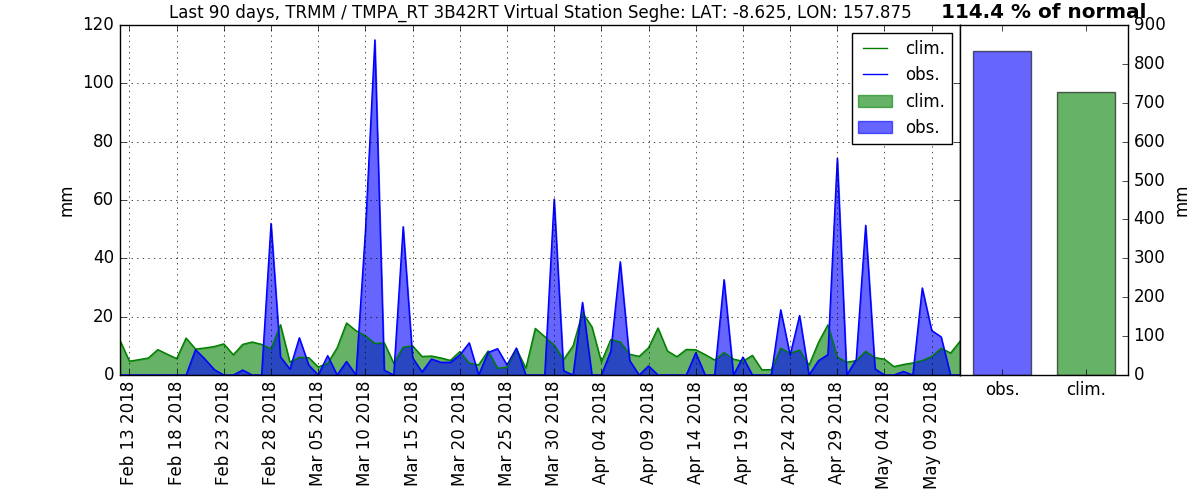 Last 90 days, TRMM / TMPA_RT 3B42RT Virtual Station Seghe: LAT: -8.625, LON: 157.875
114.4 % of normal
120
100
80
60
40
20
0
mm
clim.
obs.
clim.
obs.
Feb 13 2018
Feb 18 2018
Feb 23 2018
Feb 28 2018
Mar 05 2018
Mar 10 2018
Mar 15 2018
Mar 20 2018
Mar 25 2018
Mar 30 2018
Apr 04 2018
Apr 09 2018
Apr 14 2018
Apr 19 2018
Apr 24 2018
Apr 29 2018
May 04 2018
May 09 2018
900
800
700
600
500
400
300
200
100
0
mm
obs.
clim.